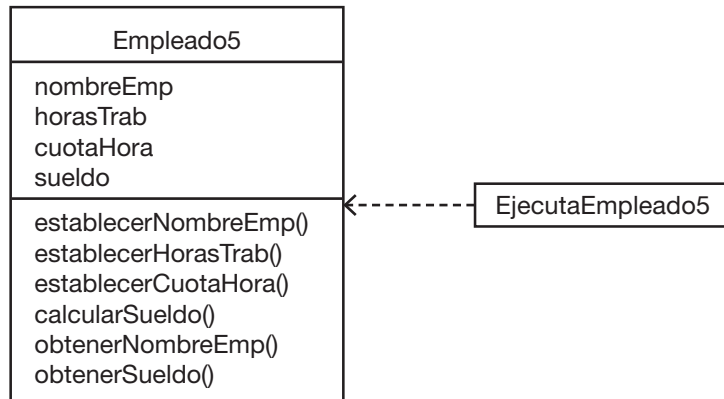 Empleado5
nombreEmp
horasTrab
cuotaHora
sueldo
EjecutaEmpleado5
establecerNombreEmp()
establecerHorasTrab()
establecerCuotaHora()
calcularSueldo()
obtenerNombreEmp()
obtenerSueldo()